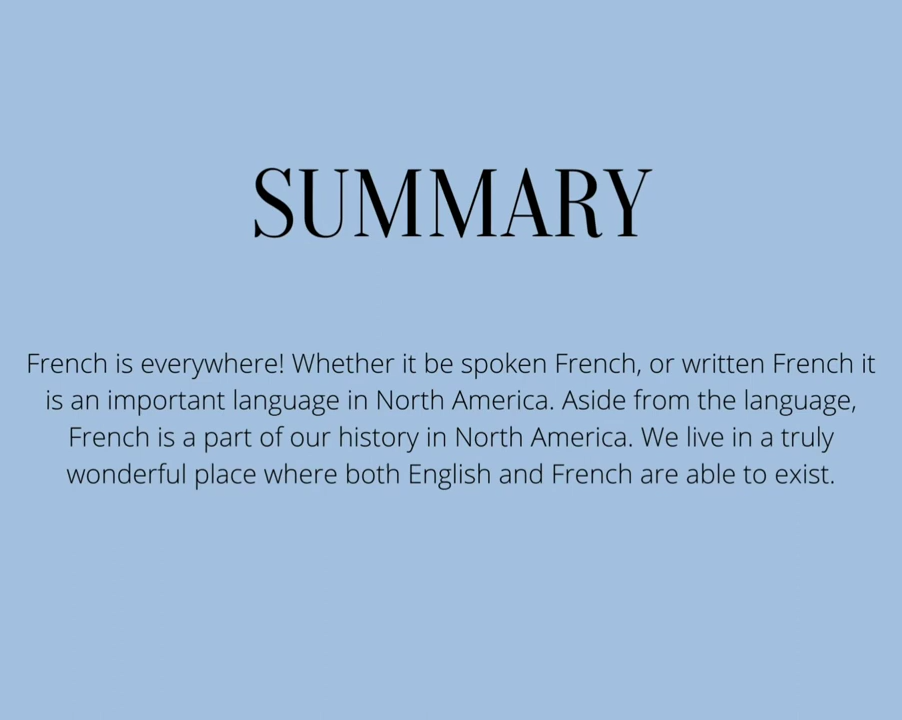 SUMMARY
French is everywhere! Whether it be spoken French, or written French it
is an important language in North America. Aside from the language,
French is a part of our history in North America. We live in a truly
wonderful place where both English and French are able to exist.